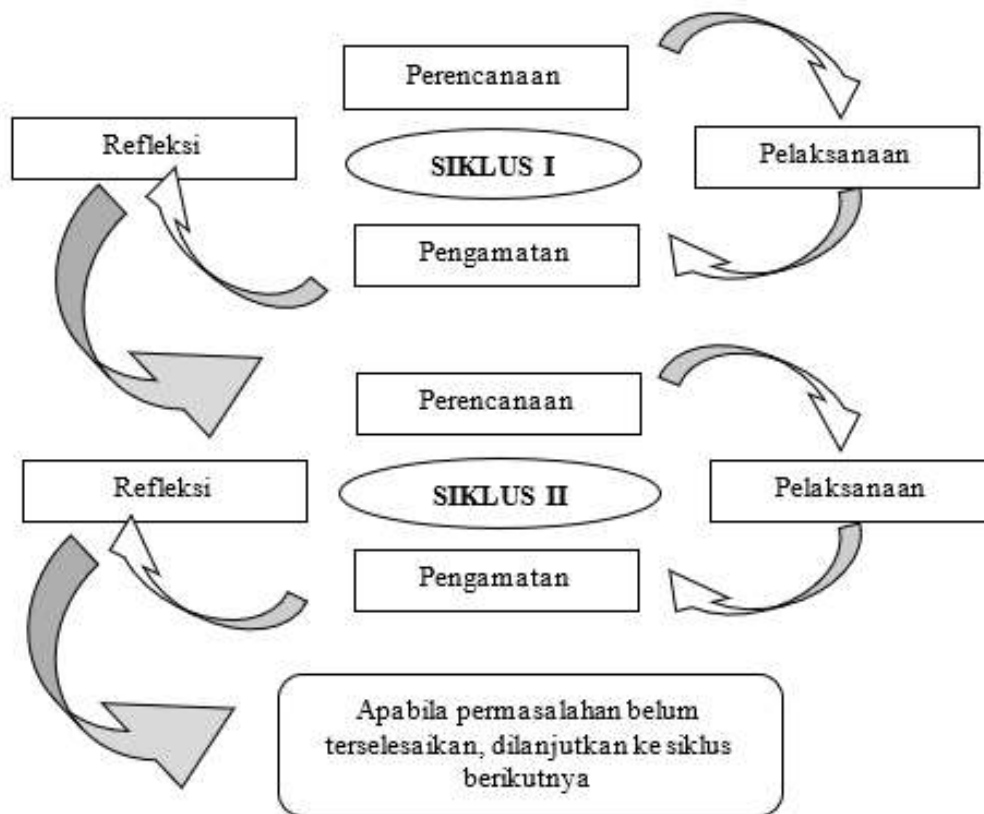 Perencanaan
Refleksi
SIKLUS I
Pelaksanaan
Pengamatan
Perencanaan
Refleksi
SIKLUS II
Pelaksanaan
Pengamatan
Apabila permasalahan belum
terselesaikan, dilanjutkan ke siklus
berikutnya